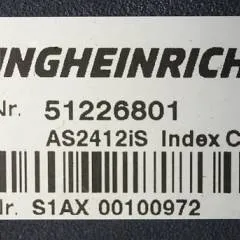 UNGHEINRICH
Nr. 51226801
AS2412iS Index C
Nr. S1AX 00100972